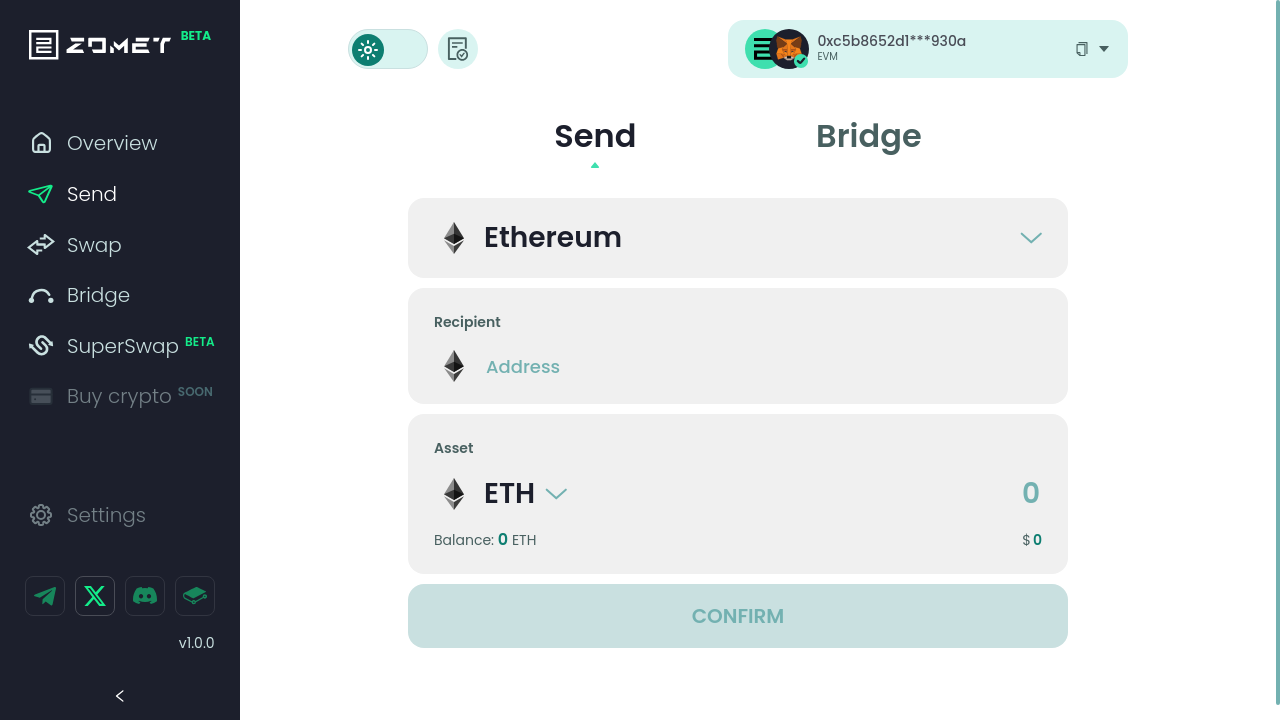 ZOMET BETA
Overview
Send
Swap
Bridge
SuperSwap BETA
Buy crypto SOON
Settings
v1.0.0
0xc5b8652d1***930a
EVM
Send
Bridge
Ethereum
Recipient
Address
Asset
ETH
0
Balance: 0 ETH
$ 0
CONFIRM